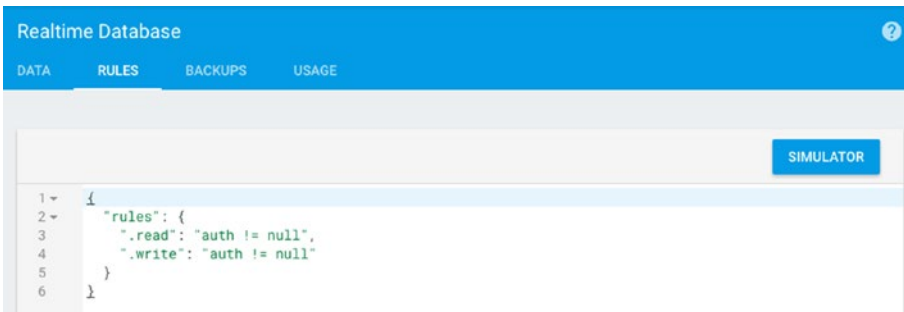 Realtime Database
?
DATA RULES BACKUPS USAGE
SIMULATOR
1 {
2 "rules": {
3 ".read": "auth != null",
4 ".write": "auth != null"
5 }
6 }